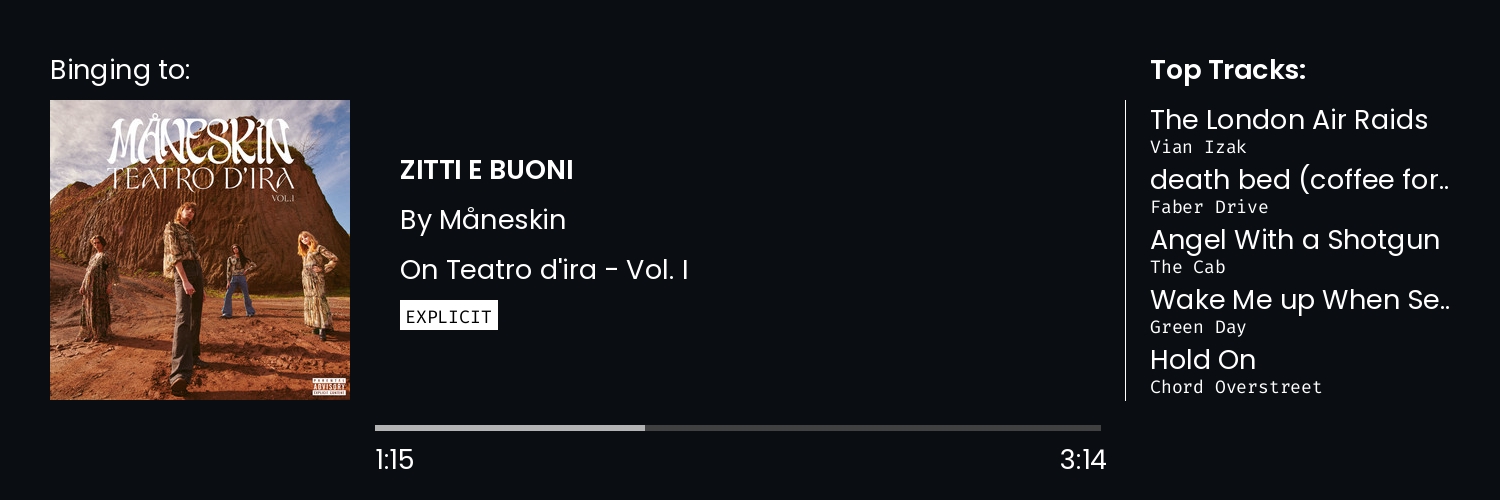 Binging to:
MÅNESKIN
TEATRO D'IRA
VOL.I
PARENTAL
ADVISORY
EXPLICIT CONTENT
ZITTI E BUONI
By Måneskin
On Teatro d'ira - Vol. I
EXPLICIT
1:15
3:14
Top Tracks:
The London Air Raids
Vian Izak
death bed (coffee for..
Faber Drive
Angel With a Shotgun
The Cab
Wake Me up When Se..
Green Day
Hold On
Chord Overstreet